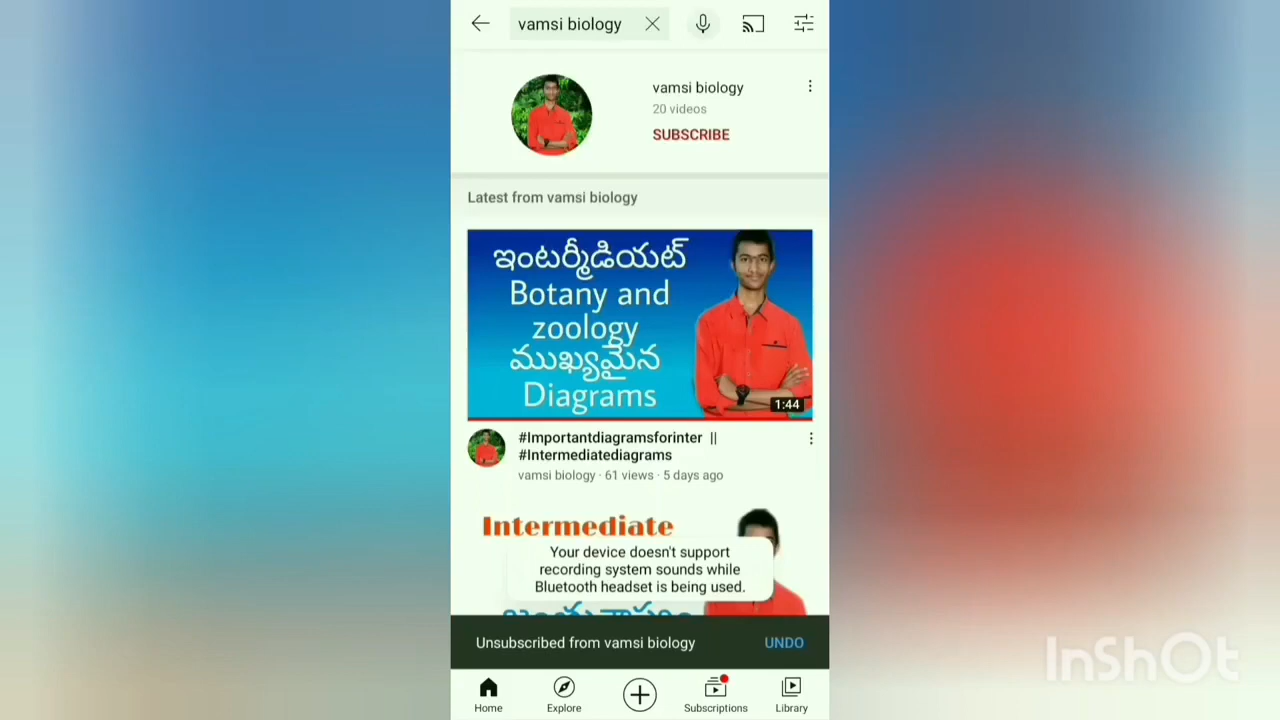 vamsi biology
vamsi biology
20 videos
SUBSCRIBE
Latest from vamsi biology
ఇంటర్మీడియట్
Botany and
zoology
ముఖ్యమైన
Diagrams
1:44
#Importantdiagramsforinter ||
#Intermediatediagrams
vamsi biology · 61 views · 5 days ago
Intermediate
Your device doesn't support
recording system sounds while
Bluetooth headset is being used.
Unsubscribed from vamsi biology UNDO
Home Explore Subscriptions Library
InShOt